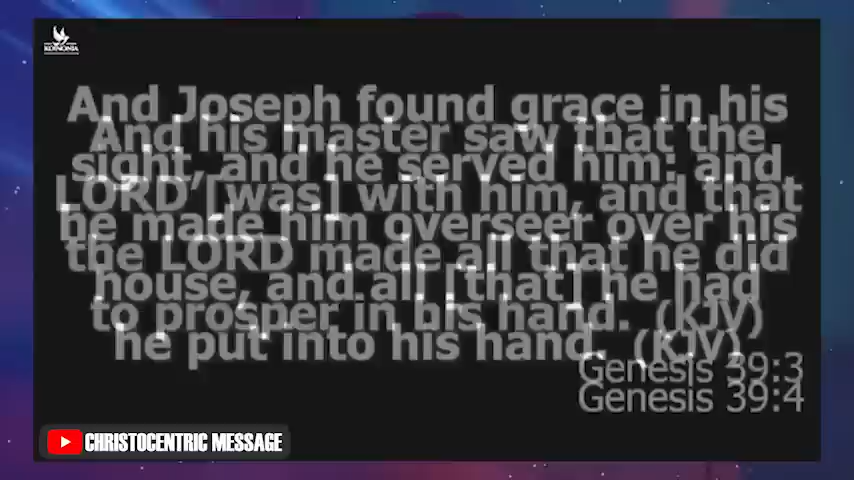 KOINONIA
And Joseph found grace in his
And his master saw that the
sight, and he served him: and
LORD [was] with him, and that
he made him overseer over his
the LORD made all that he did
house, and all [that] he had
to prosper in his hand. (KJV)
he put into his hand. (KJV)
Genesis 39:3
Genesis 39:4
CHRISTOCENTRIC MESSAGE